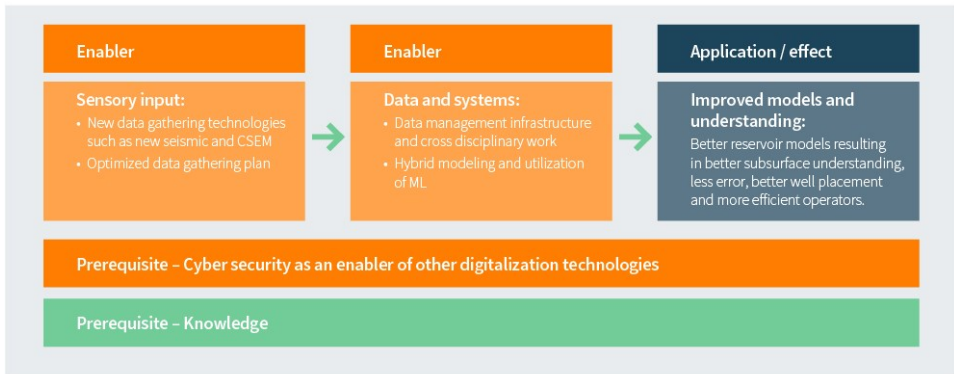 Enabler
Sensory input:
• New data gathering technologies
such as new seismic and CSEM
• Optimized data gathering plan
Enabler
Data and systems:
• Data management infrastructure
and cross disciplinary work
• Hybrid modeling and utilization
of ML
Application / effect
Improved models and
understanding:
Better reservoir models resulting
in better subsurface understanding,
less error, better well placement
and more efficient operators.
Prerequisite – Cyber security as an enabler of other digitalization technologies
Prerequisite – Knowledge